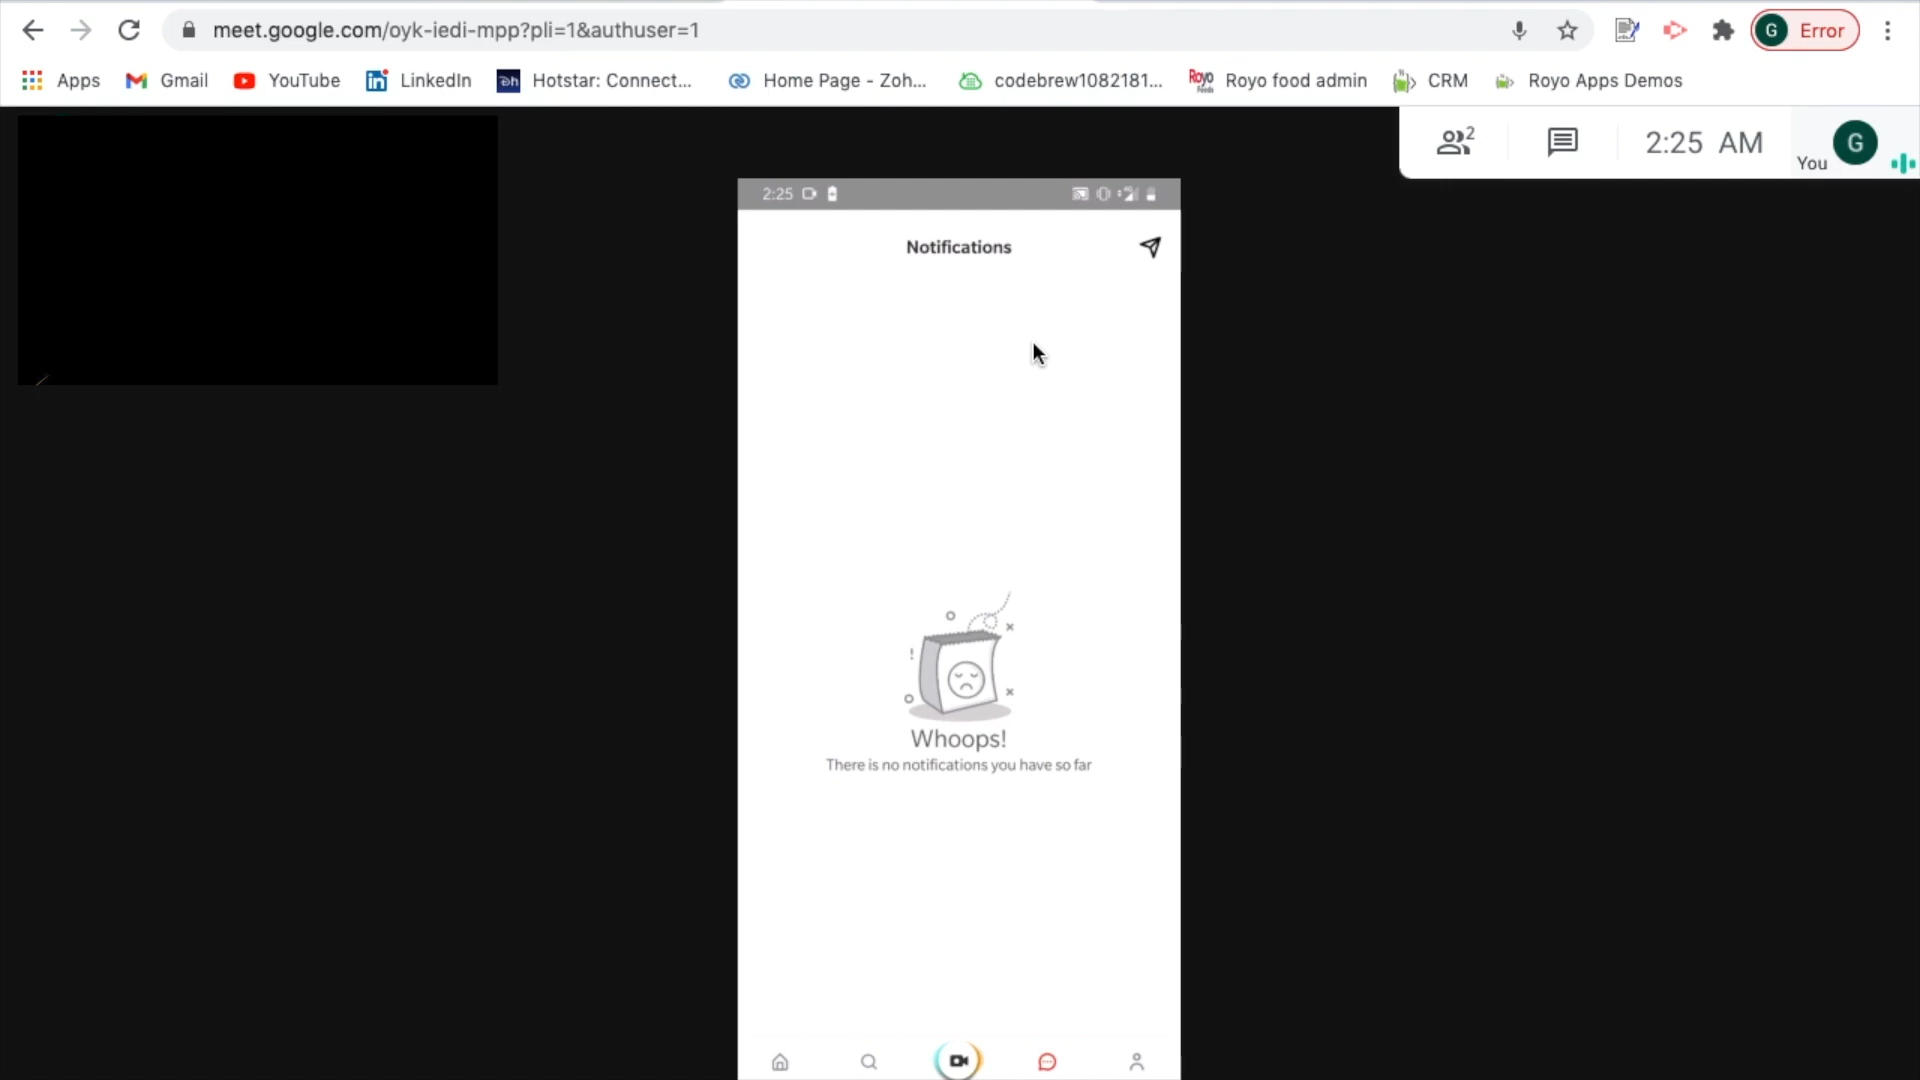 meet.google.com/oyk-iedi-mpp?pli=1&authuser=1
G Error
Apps Gmail YouTube LinkedIn Hotstar: Connect... Home Page - Zoh... codebrew1082181... Royo food admin CRM Royo Apps Demos
2 2:25 AM You G
2:25
Notifications
Whoops!
There is no notifications you have so far